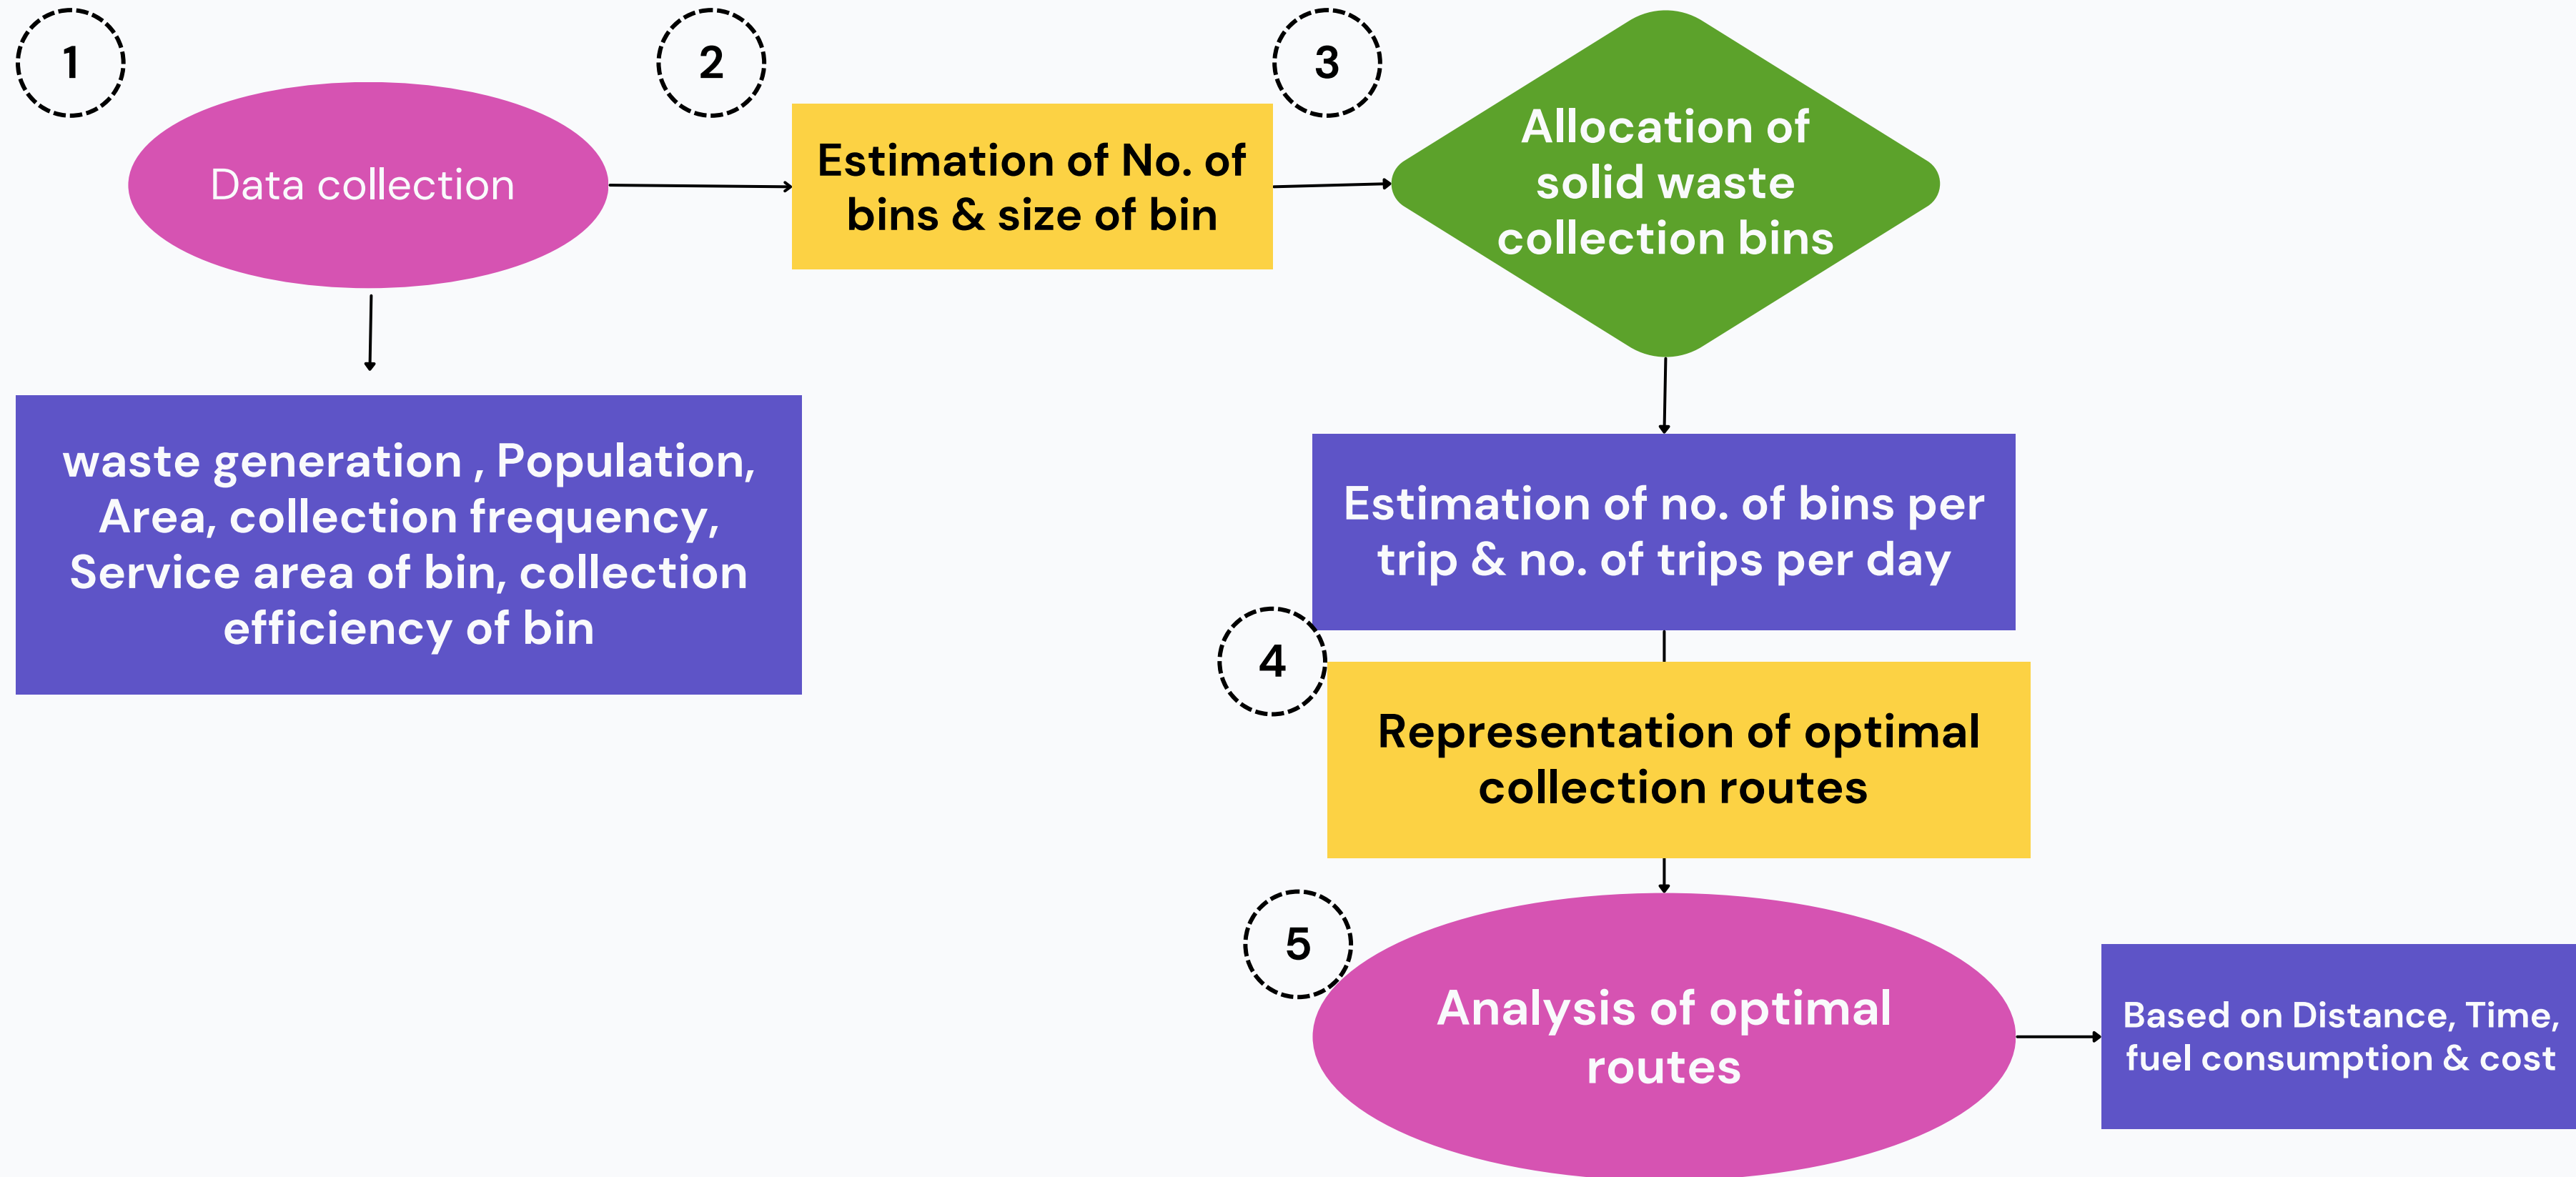 1
Data collection
waste generation , Population,
Area, collection frequency,
Service area of bin, collection
efficiency of bin
2
Estimation of No. of
bins & size of bin
3
Allocation of
solid waste
collection bins
Estimation of no. of bins per
trip & no. of trips per day
4
Representation of optimal
collection routes
5
Analysis of optimal
routes
Based on Distance, Time,
fuel consumption & cost